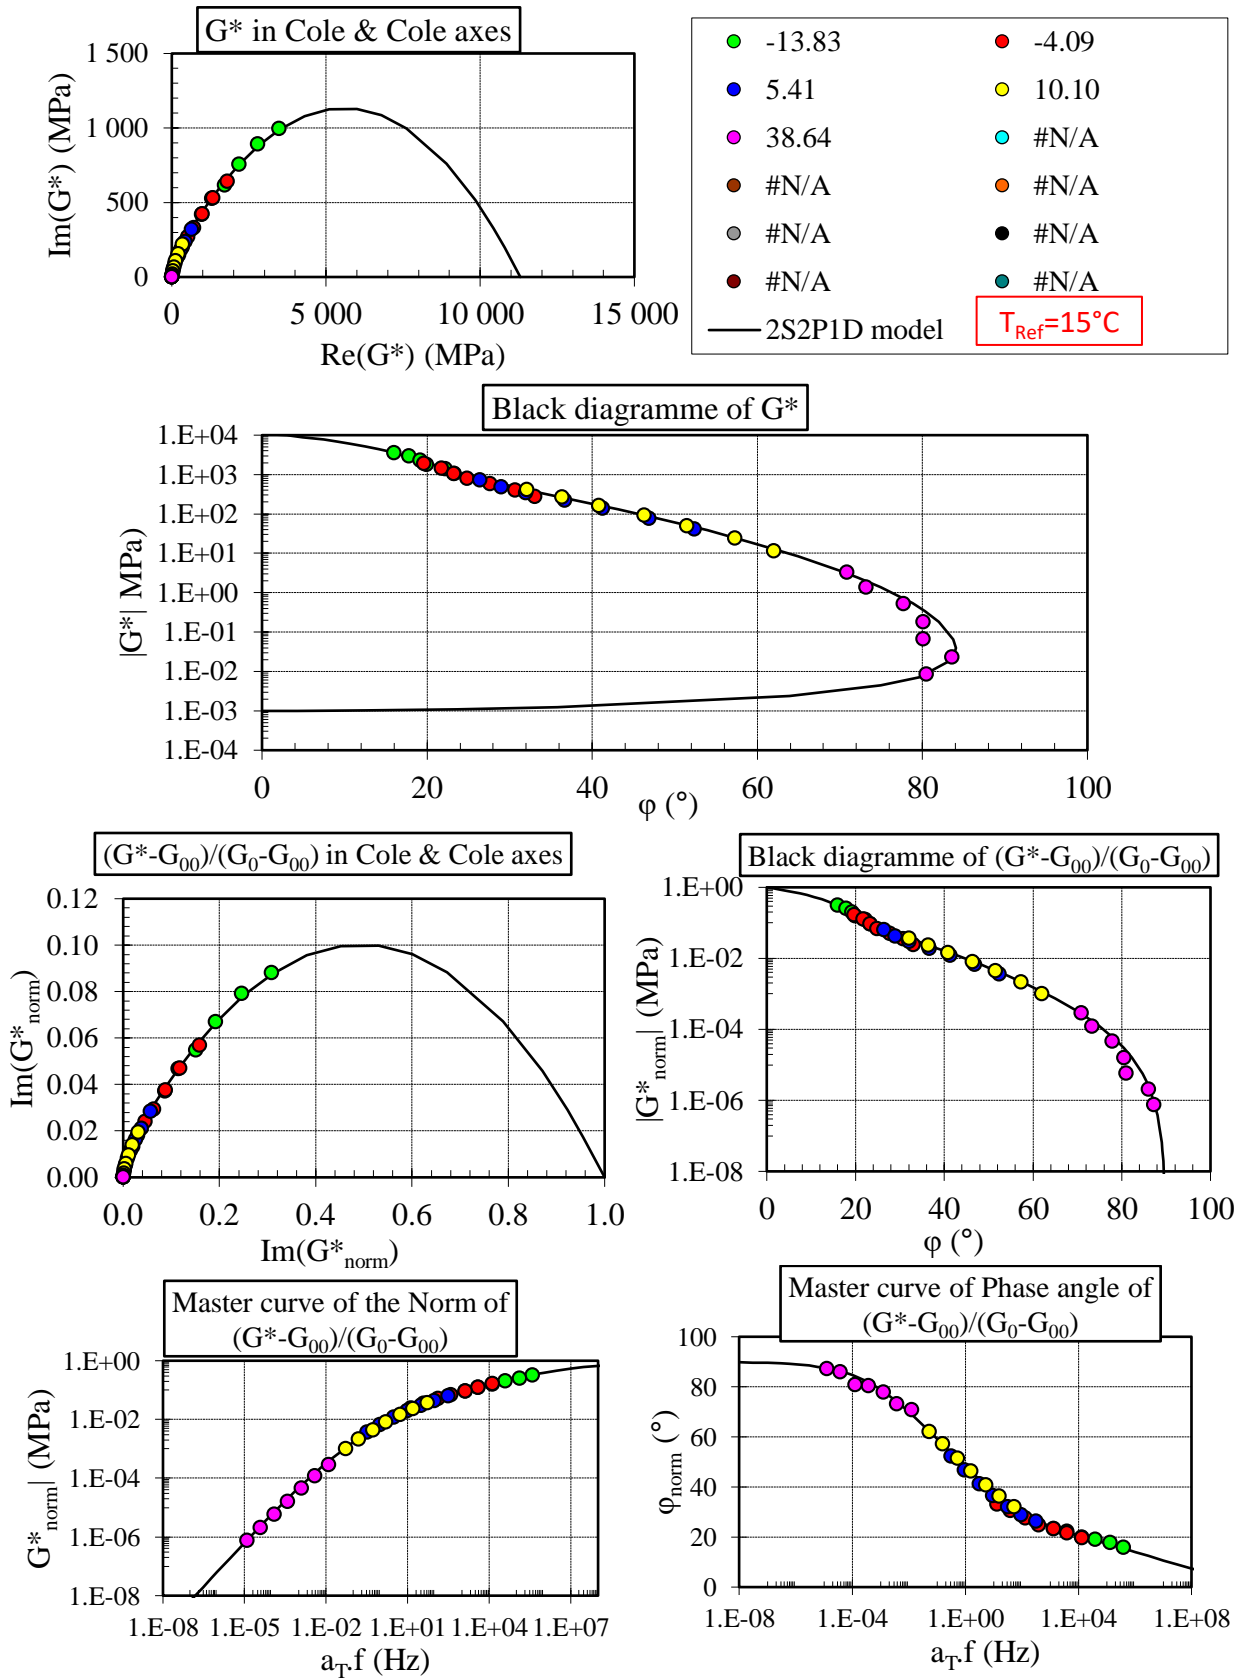 G* in Cole & Cole axes
1 500
1 000
500
0
Im(G*) (MPa)
0
5 000
10 000
15 000
Re(G*) (MPa)
-13.83
-4.09
5.41
10.10
38.64
#N/A
#N/A
#N/A
#N/A
#N/A
#N/A
#N/A
2S2P1D model
T_Ref=15°C
Black diagramme of G*
1.E+04
1.E+03
1.E+02
1.E+01
1.E+00
1.E-01
1.E-02
1.E-03
1.E-04
|G*| MPa)
0
20
40
60
80
100
φ (°)
(G*-G00)/(G0-G00) in Cole & Cole axes
0.12
0.10
0.08
0.06
0.04
0.02
0.00
Im(G*norm)
0.0
0.2
0.4
0.6
0.8
1.0
Im(G*norm)
Black diagramme of (G*-G00)/(G0-G00)
1.E+00
1.E-02
1.E-04
1.E-06
1.E-08
|G*norm| (MPa)
0
20
40
60
80
100
φ (°)
Master curve of the Norm of
(G*-G00)/(G0-G00)
1.E+00
1.E-02
1.E-04
1.E-06
1.E-08
G*norm| (MPa)
1.E-08
1.E-05
1.E-02
1.E+01
1.E+04
1.E+07
aT.f (Hz)
Master curve of Phase angle of
(G*-G00)/(G0-G00)
100
80
60
40
20
0
φnorm (°)
1.E-08
1.E-04
1.E+00
1.E+04
1.E+08
aT.f (Hz)